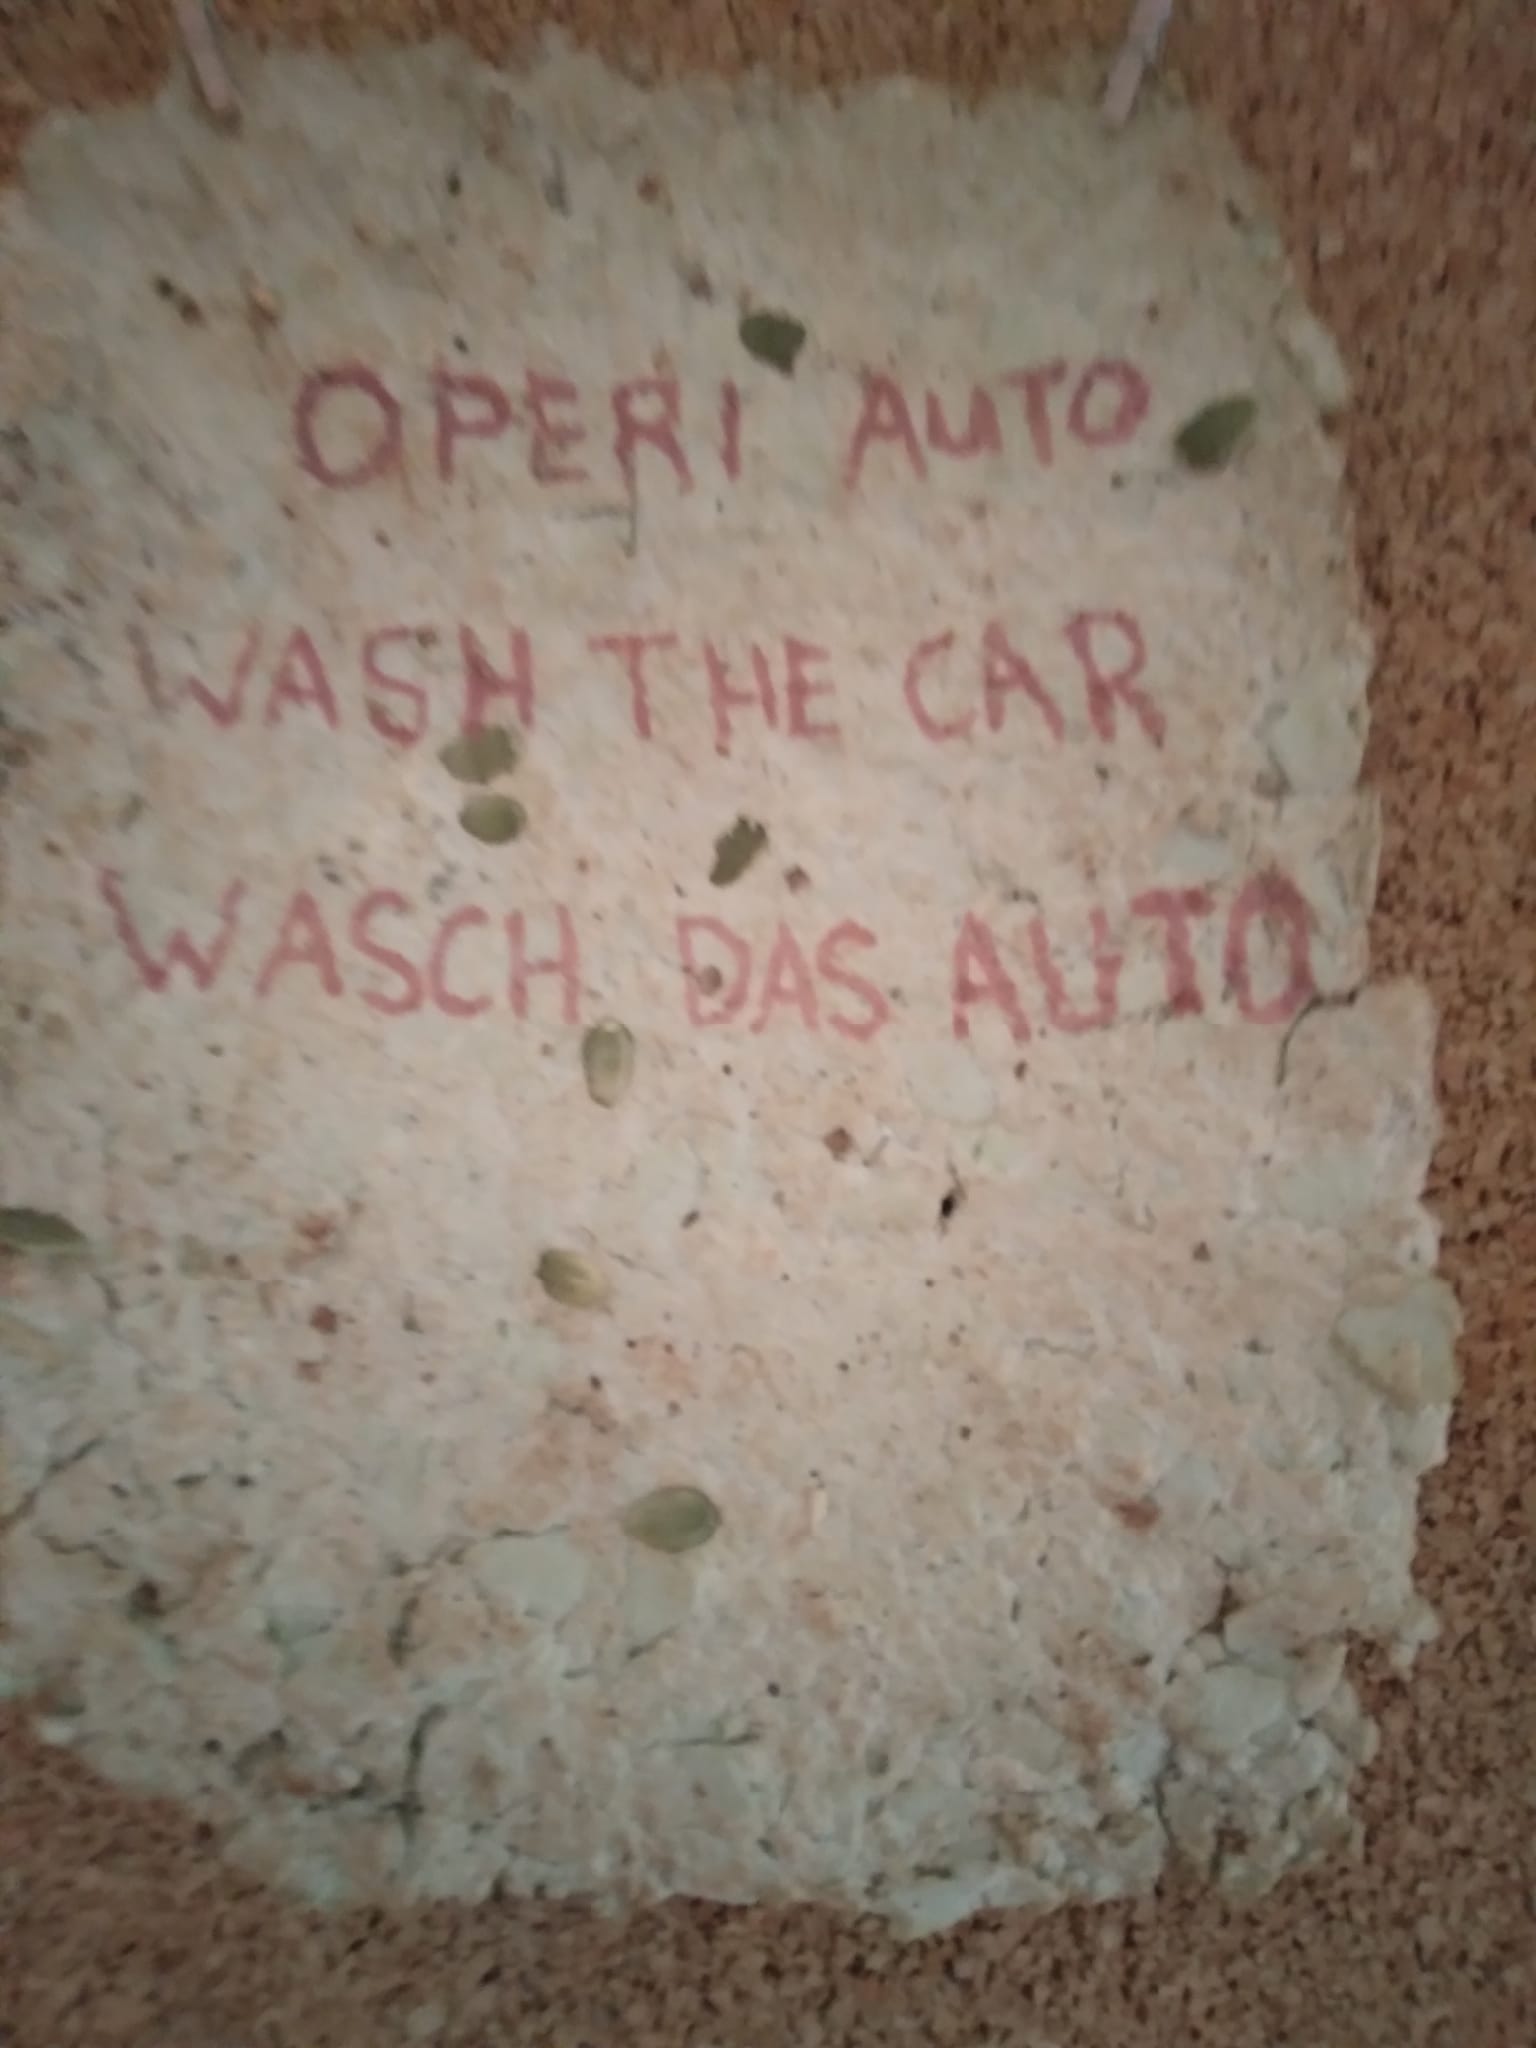 OPERI AUTO
WASH THE CAR
WASCH DAS AUTO